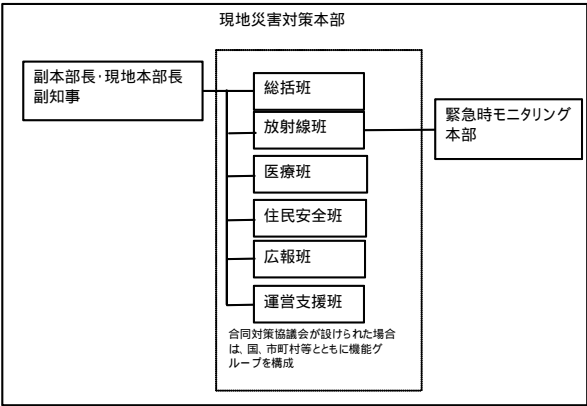 現地災害対策本部
副本部長・現地本部長
副知事
総括班
放射線班
緊急時モニタリング
本部
医療班
住民安全班
広報班
運営支援班
合同対策協議会が設けられた場合
は、国、市町村等とともに機能グ
ループを構成